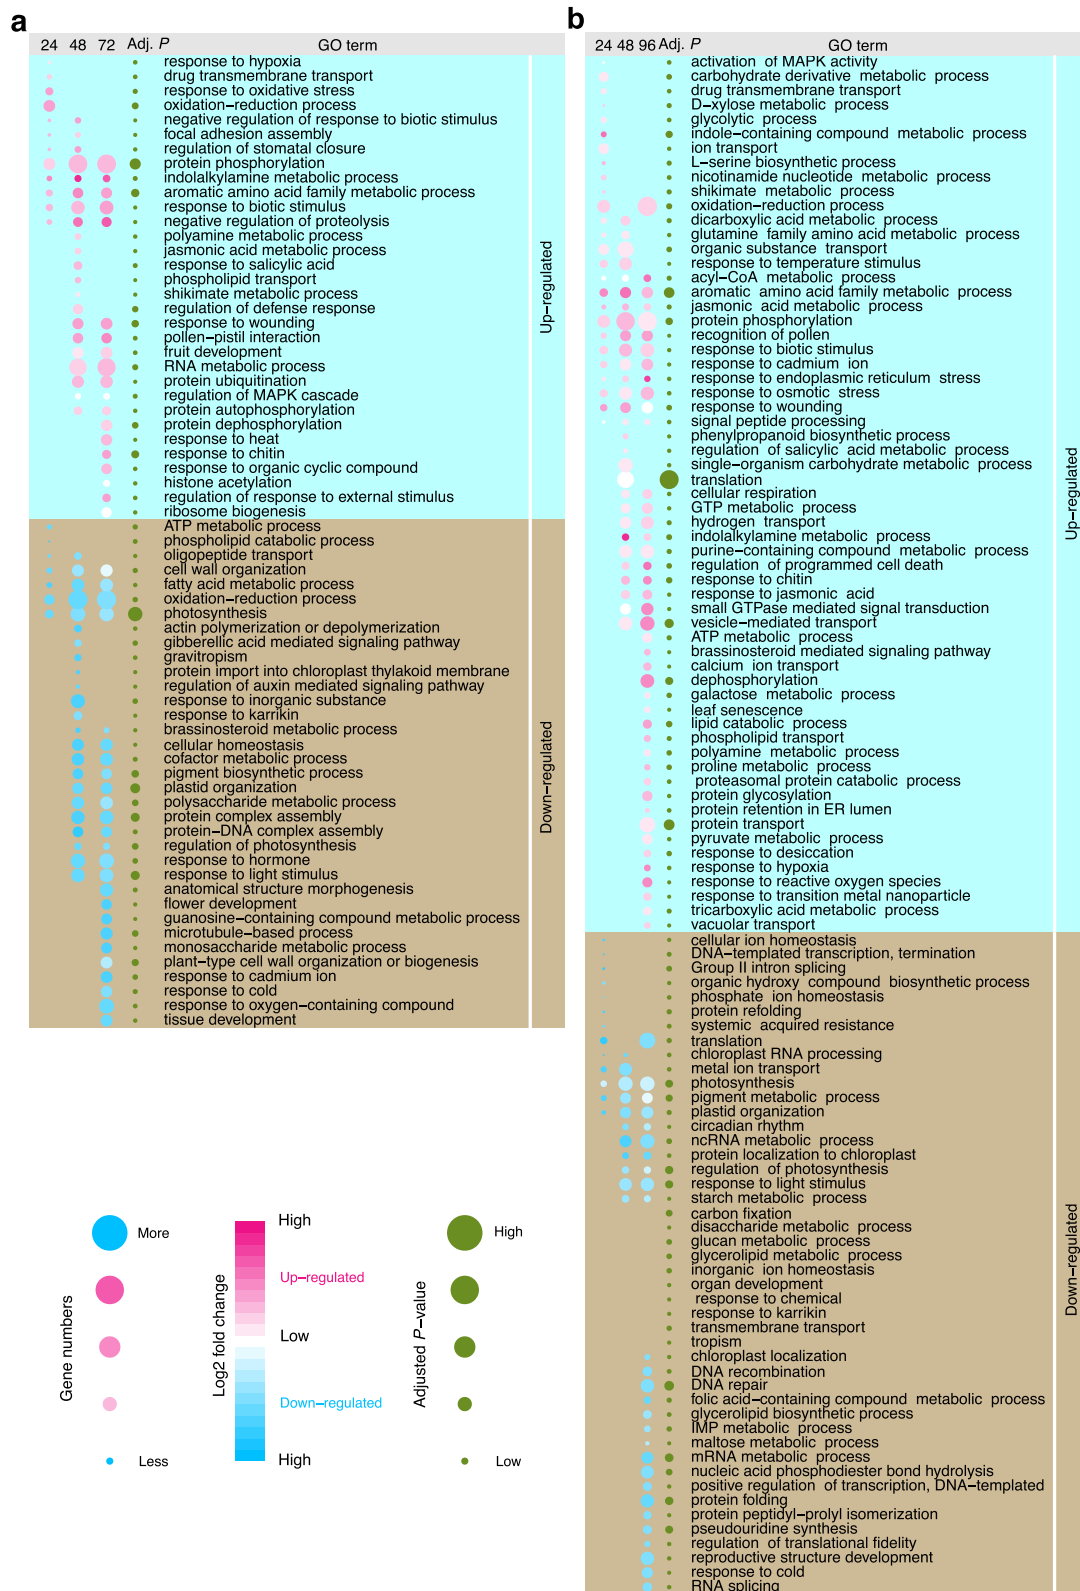 a
24 48 72 Adj. P GO term
response to hypoxia
drug transmembrane transport
response to oxidative stress
oxidation−reduction process
negative regulation of response to biotic stimulus
focal adhesion assembly
regulation of stomatal closure
protein phosphorylation
indolalkylamine metabolic process
aromatic amino acid family metabolic process
response to biotic stimulus
negative regulation of proteolysis
polyamine metabolic process
jasmonic acid metabolic process
response to salicylic acid
phospholipid transport
shikimate metabolic process
regulation of defense response
response to wounding
pollen−pistil interaction
fruit development
RNA metabolic process
protein ubiquitination
regulation of MAPK cascade
protein autophosphorylation
protein dephosphorylation
response to heat
response to chitin
response to organic cyclic compound
histone acetylation
regulation of response to external stimulus
ribosome biogenesis
Up−regulated
ATP metabolic process
phospholipid catabolic process
oligopeptide transport
cell wall organization
fatty acid metabolic process
oxidation−reduction process
photosynthesis
actin polymerization or depolymerization
gibberellic acid mediated signaling pathway
gravitropism
protein import into chloroplast thylakoid membrane
regulation of auxin mediated signaling pathway
response to inorganic substance
response to karrikin
brassinosteroid metabolic process
cellular homeostasis
cofactor metabolic process
pigment biosynthetic process
plastid organization
polysaccharide metabolic process
protein complex assembly
protein−DNA complex assembly
regulation of photosynthesis
response to hormone
response to light stimulus
anatomical structure morphogenesis
flower development
guanosine−containing compound metabolic process
microtubule−based process
monosaccharide metabolic process
plant−type cell wall organization or biogenesis
response to cadmium ion
response to cold
response to oxygen−containing compound
tissue development
Down−regulated
b
24 48 96 Adj. P GO term
activation of MAPK activity
carbohydrate derivative metabolic process
drug transmembrane transport
D−xylose metabolic process
glycolytic process
indole−containing compound metabolic process
ion transport
L−serine biosynthetic process
nicotinamide nucleotide metabolic process
shikimate metabolic process
oxidation−reduction process
dicarboxylic acid metabolic process
glutamine family amino acid metabolic process
organic substance transport
response to temperature stimulus
acyl−CoA metabolic process
aromatic amino acid family metabolic process
jasmonic acid metabolic process
protein phosphorylation
recognition of pollen
response to biotic stimulus
response to cadmium ion
response to endoplasmic reticulum stress
response to osmotic stress
response to wounding
signal peptide processing
phenylpropanoid biosynthetic process
regulation of salicylic acid metabolic process
single−organism carbohydrate metabolic process
translation
cellular respiration
GTP metabolic process
hydrogen transport
indolalkylamine metabolic process
purine−containing compound metabolic process
regulation of programmed cell death
response to chitin
response to jasmonic acid
small GTPase mediated signal transduction
vesicle−mediated transport
ATP metabolic process
brassinosteroid mediated signaling pathway
calcium ion transport
dephosphorylation
galactose metabolic process
leaf senescence
lipid catabolic process
phospholipid transport
polyamine metabolic process
proline metabolic process
proteasomal protein catabolic process
protein glycosylation
protein retention in ER lumen
protein transport
pyruvate metabolic process
response to desiccation
response to hypoxia
response to reactive oxygen species
response to transition metal nanoparticle
tricarboxylic acid metabolic process
vacuolar transport
Up−regulated
cellular ion homeostasis
DNA−templated transcription, termination
Group II intron splicing
organic hydroxy compound biosynthetic process
phosphate ion homeostasis
protein refolding
systemic acquired resistance
translation
chloroplast RNA processing
metal ion transport
photosynthesis
pigment metabolic process
plastid organization
circadian rhythm
ncRNA metabolic process
protein localization to chloroplast
regulation of photosynthesis
response to light stimulus
starch metabolic process
carbon fixation
disaccharide metabolic process
glucan metabolic process
glycerolipid metabolic process
inorganic ion homeostasis
organ development
response to chemical
response to karrikin
transmembrane transport
tropism
chloroplast localization
DNA recombination
DNA repair
folic acid−containing compound metabolic process
glycerolipid biosynthetic process
IMP metabolic process
maltose metabolic process
mRNA metabolic process
nucleic acid phosphodiester bond hydrolysis
positive regulation of transcription, DNA−templated
protein folding
protein peptidyl−prolyl isomerization
pseudouridine synthesis
regulation of translational fidelity
reproductive structure development
response to cold
RNA splicing
Down−regulated
Gene numbers
More
Less
Log2 fold change
High
Up−regulated
Low
Down−regulated
High
Adjusted P−value
High
Low